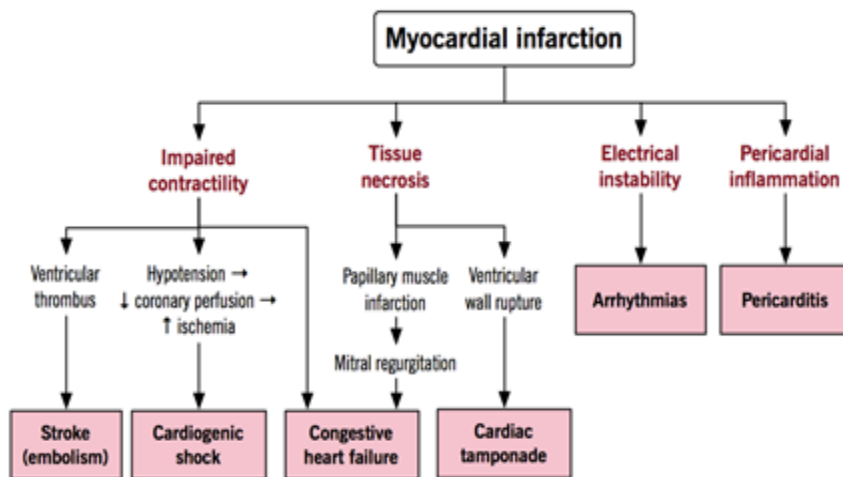 Myocardial infarction
Impaired
contractility
Tissue
necrosis
Electrical
instability
Pericardial
inflammation
Ventricular
thrombus
Hypotension →
↓ coronary perfusion →
↑ ischemia
Papillary muscle
infarction
Ventricular
wall rupture
Arrhythmias
Pericarditis
Mitral regurgitation
Stroke
(embolism)
Cardiogenic
shock
Congestive
heart failure
Cardiac
tamponade